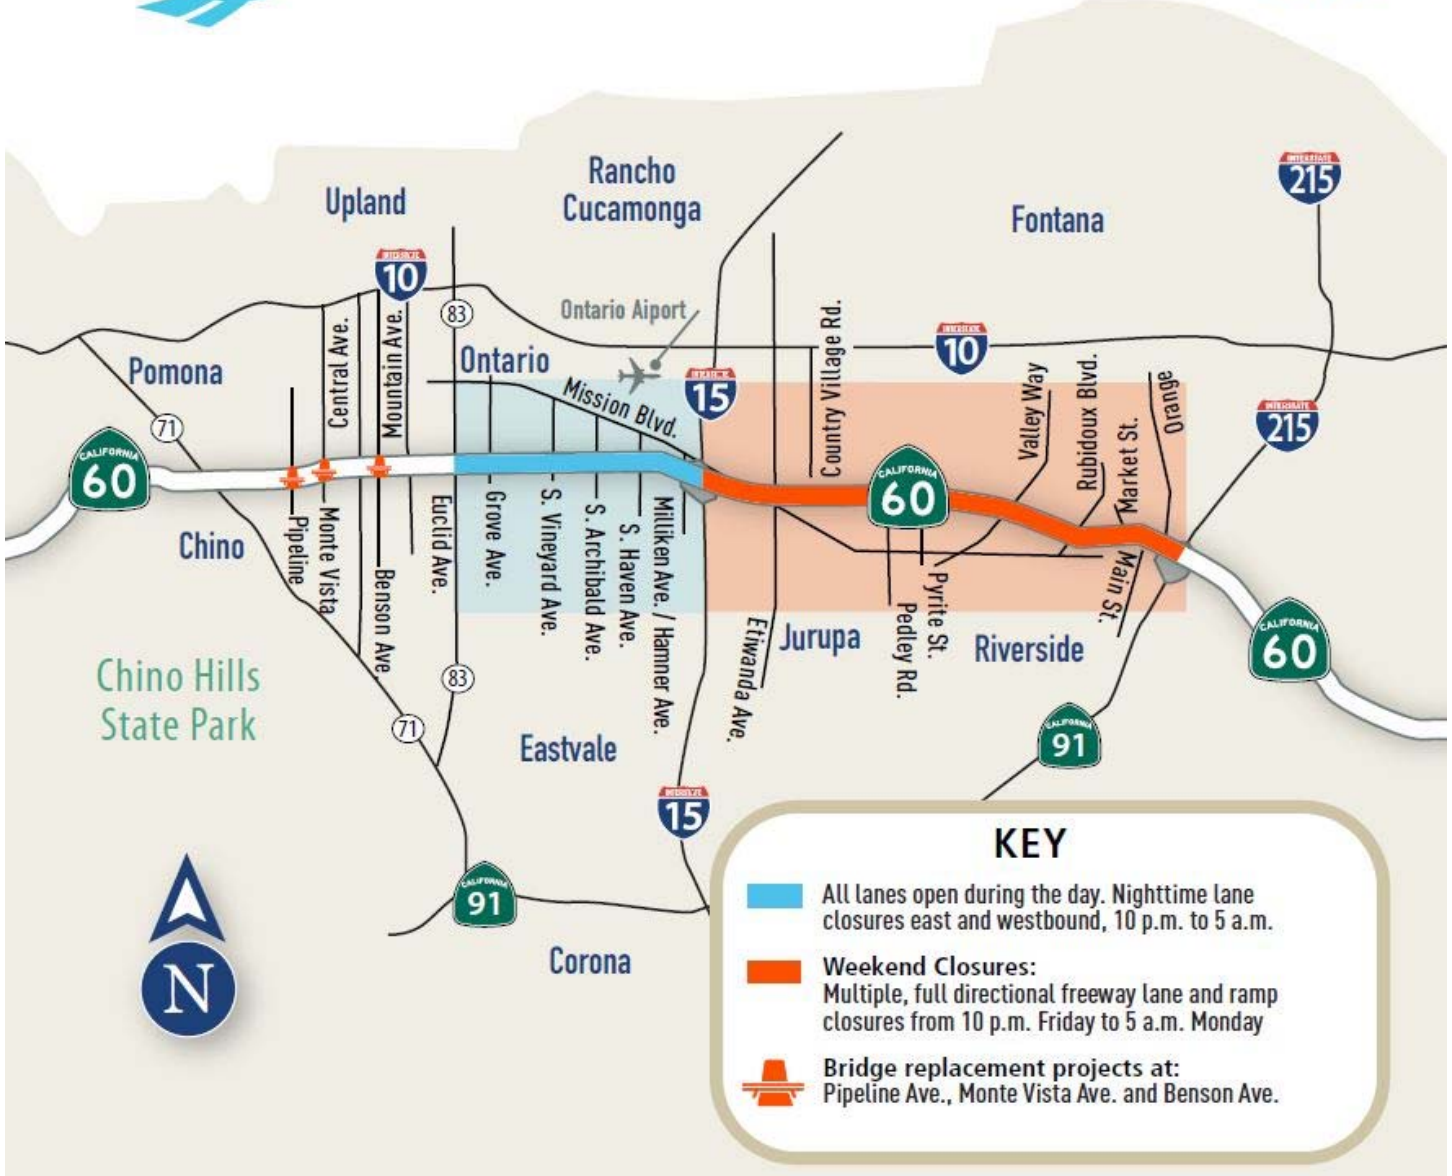 Rancho
Cucamonga
Upland
Fontana
INTERSTATE
215
INTERSTATE
10
83
Ontario Aiport
Central Ave.
Mountain Ave.
Country Village Rd.
Pomona
Ontario
INTERSTATE
10
INTERSTATE
15
Mission Blvd.
Valley Way
Rubidoux Blvd.
Market St.
Orange
INTERSTATE
215
71
CALIFORNIA
60
CALIFORNIA
60
Chino
Pipeline
Monte Vista
Benson Ave.
Euclid Ave.
Grove Ave.
S. Vineyard Ave.
S. Archibald Ave.
S. Haven Ave.
Milliken Ave. / Hamner Ave.
Etiwanda Ave.
Jurupa
Pedley Rd.
Pyrite St.
Riverside
Main St.
CALIFORNIA
60
Chino Hills
State Park
83
71
Eastvale
CALIFORNIA
91
INTERSTATE
15
CALIFORNIA
91
Corona
N
KEY
All lanes open during the day. Nighttime lane
closures east and westbound, 10 p.m. to 5 a.m.
Weekend Closures:
Multiple, full directional freeway lane and ramp
closures from 10 p.m. Friday to 5 a.m. Monday
Bridge replacement projects at:
Pipeline Ave., Monte Vista Ave. and Benson Ave.